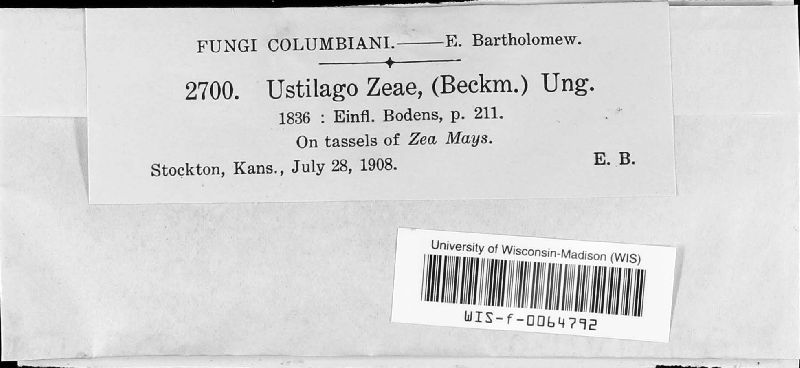 FUNGI COLUMBIANI.——E. Bartholomew.
2700. Ustilago Zeae, (Beckm.) Ung.
1836 : Einfl. Bodens, p. 211.
On tassels of Zea Mays.
Stockton, Kans., July 28, 1908. E. B.
University of Wisconsin-Madison (WIS)
WIS-f-0064792